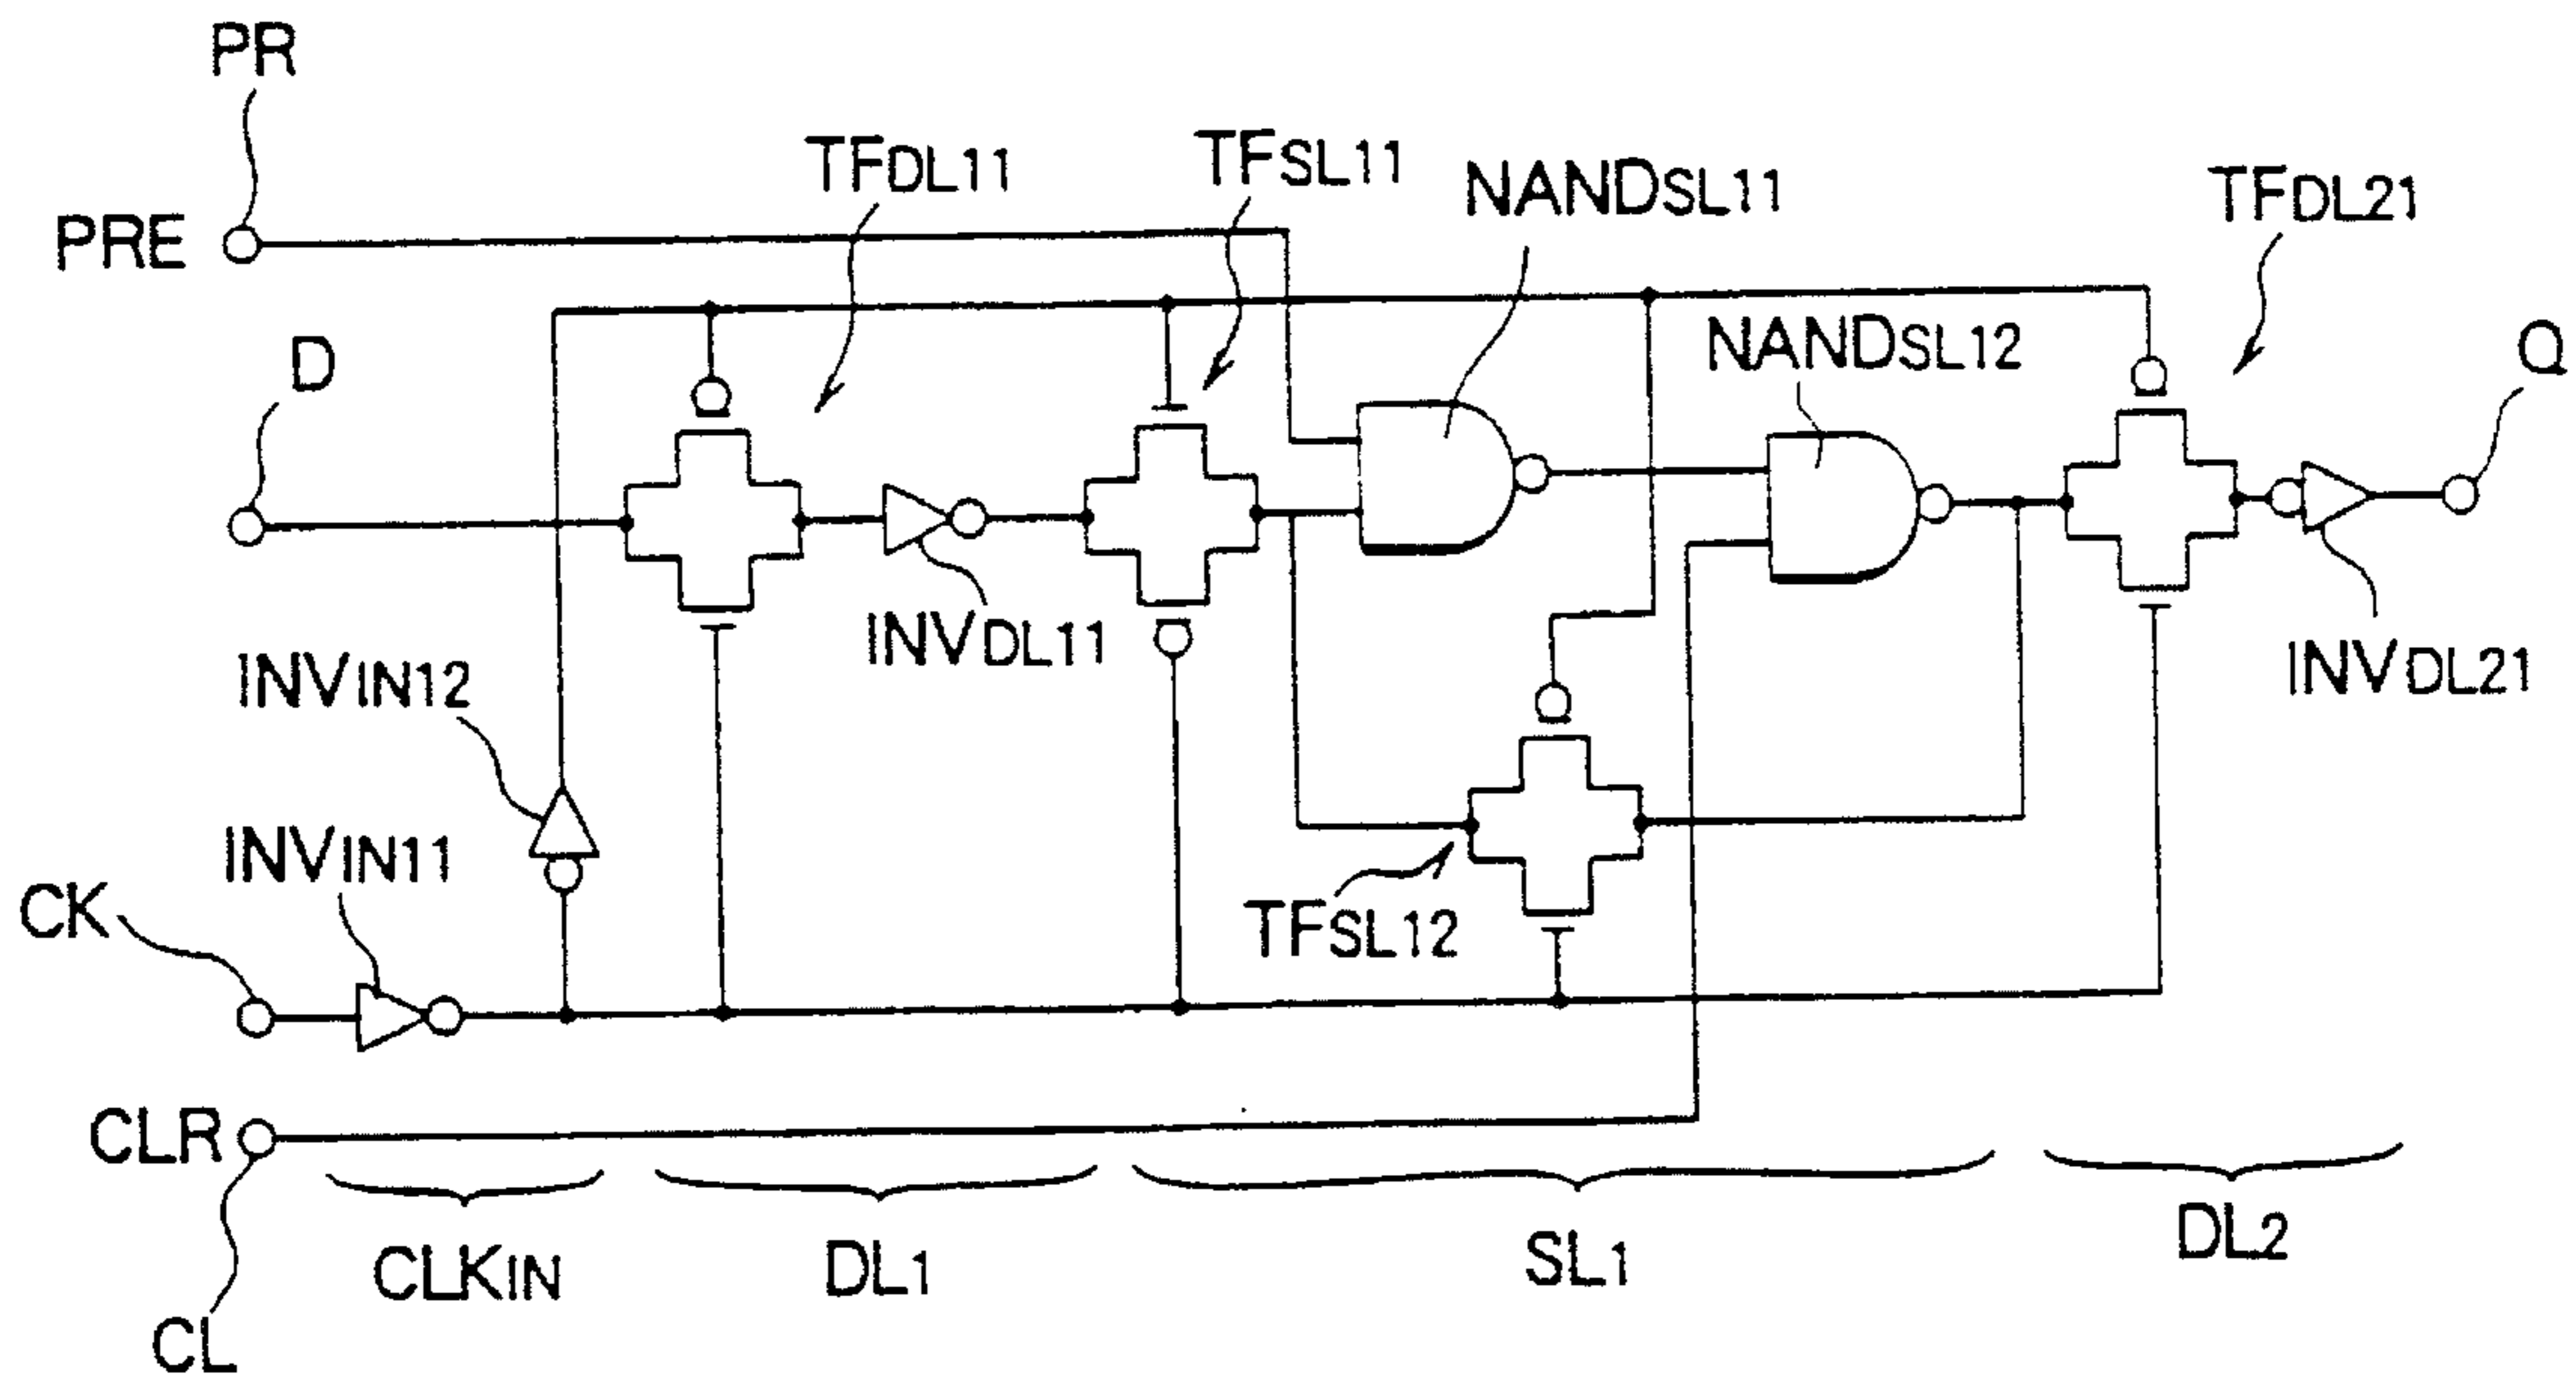 PR
TFDL11
TFSL11
NANDSL11
TFDL21
PRE
D
NANDSL12
Q
INVDL11
INVIN12
INVDL21
INVIN11
CK
TFSL12
CLR
CLKIN
DL1
SL1
DL2
CL